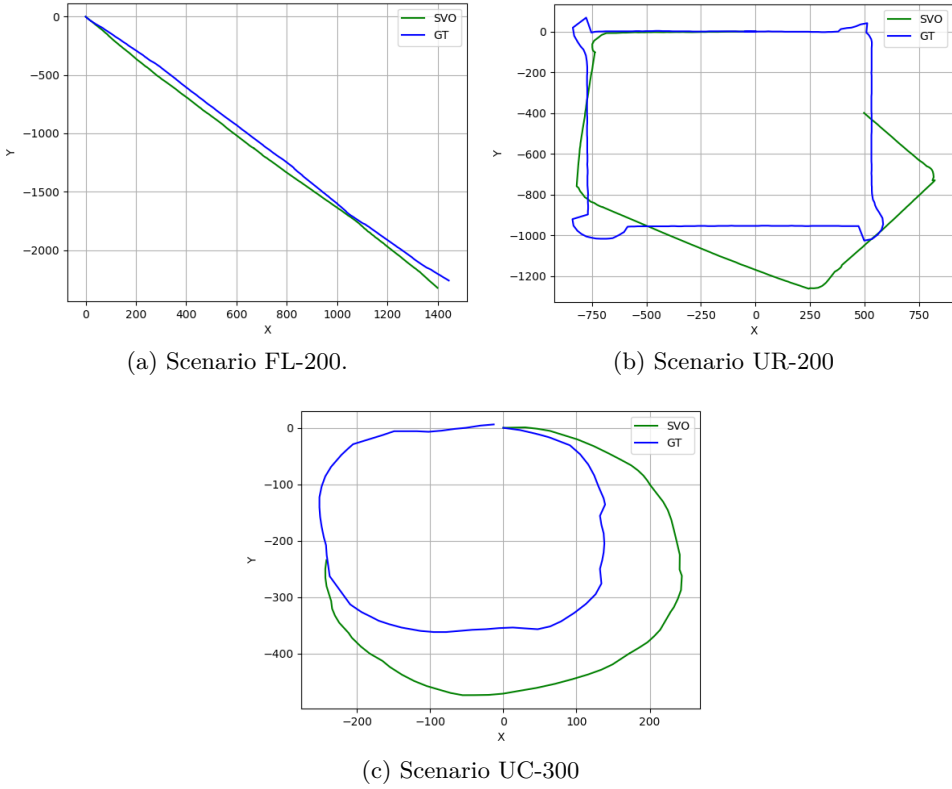 0
−500
−1000
−1500
−2000
Y
0
200
400
600
800
1000
1200
1400
X
SVO
GT
(a) Scenario FL-200.
0
−200
−400
−600
−800
−1000
−1200
Y
−750
−500
−250
0
250
500
750
X
SVO
GT
(b) Scenario UR-200
0
−100
−200
−300
−400
Y
−200
−100
0
100
200
X
SVO
GT
(c) Scenario UC-300